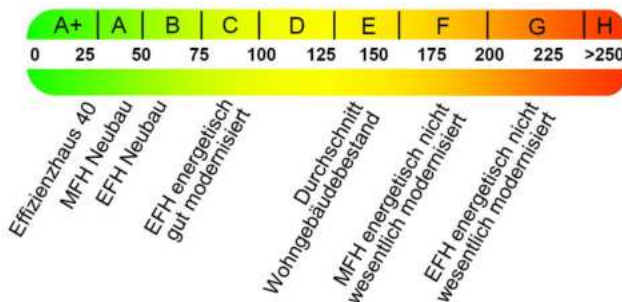 A+ A B C D E F G H
0 25 50 75 100 125 150 175 200 225 >250
Effizienzhaus 40
MFH Neubau
EFH Neubau
EFH energetisch
gut modernisiert
Durchschnitt
Wohngebäudebestand
MFH energetisch nicht
wesentlich modernisiert
EFH energetisch nicht
wesentlich modernisiert